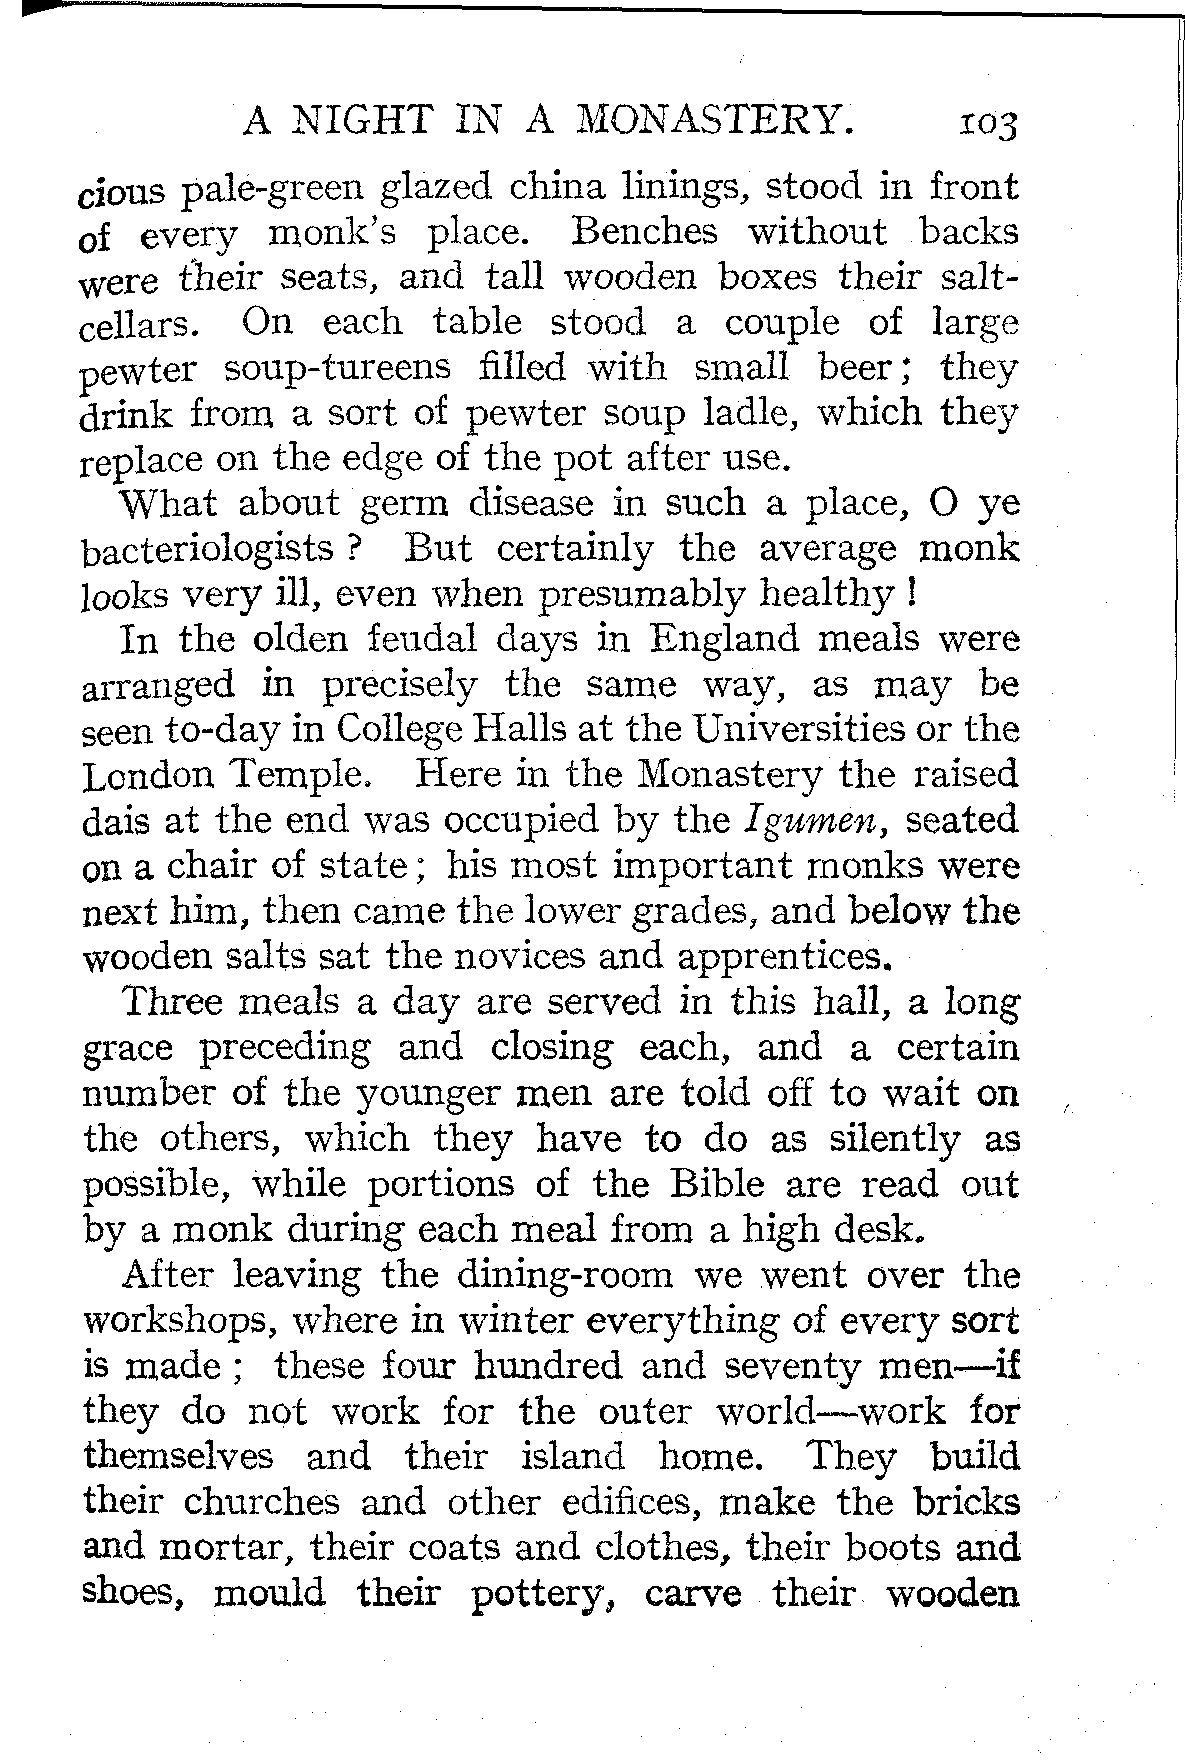 A NIGHT IN A MONASTERY. 103
cious pale-green glazed china linings, stood in front
of every monk's place. Benches without backs
were their seats, and tall wooden boxes their salt-
cellars. On each table stood a couple of large
pewter soup-tureens filled with small beer; they
drink from a sort of pewter soup ladle, which they
replace on the edge of the pot after use.
What about germ disease in such a place, O ye
bacteriologists ? But certainly the average monk
looks very ill, even when presumably healthy !
In the olden feudal days in England meals were
arranged in precisely the same way, as may be
seen to-day in College Halls at the Universities or the
London Temple. Here in the Monastery the raised
dais at the end was occupied by the Igumen, seated
on a chair of state; his most important monks were
next him, then came the lower grades, and below the
wooden salts sat the novices and apprentices.
Three meals a day are served in this hall, a long
grace preceding and closing each, and a certain
number of the younger men are told off to wait on
the others, which they have to do as silently as
possible, while portions of the Bible are read out
by a monk during each meal from a high desk.
After leaving the dining-room we went over the
workshops, where in winter everything of every sort
is made ; these four hundred and seventy men—if
they do not work for the outer world—work for
themselves and their island home. They build
their churches and other edifices, make the bricks
and mortar, their coats and clothes, their boots and
shoes, mould their pottery, carve their wooden